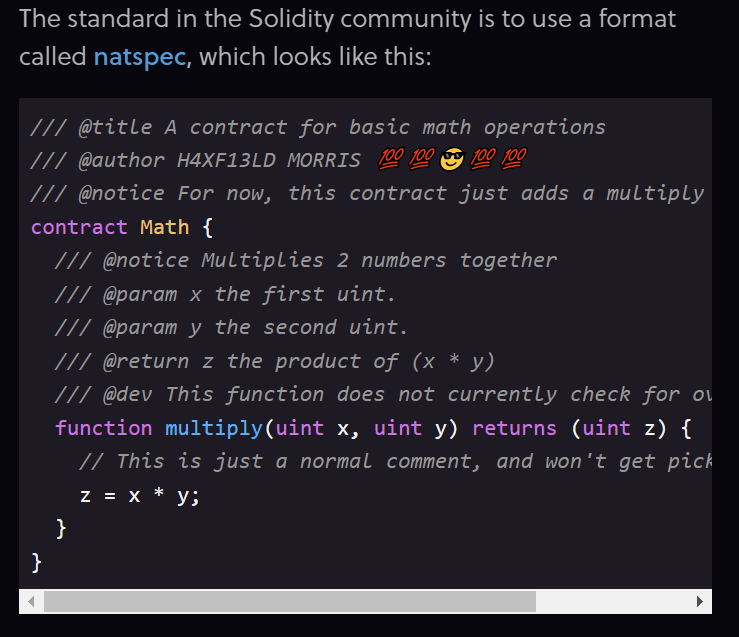 The standard in the Solidity community is to use a format
called natspec, which looks like this:
/// @title A contract for basic math operations
/// @author H4XF13LD MORRIS 💯💯😎💯💯
/// @notice For now, this contract just adds a multiply
contract Math {
  /// @notice Multiplies 2 numbers together
  /// @param x the first uint.
  /// @param y the second uint.
  /// @return z the product of (x * y)
  /// @dev This function does not currently check for
  function multiply(uint x, uint y) returns (uint z) {
    // This is just a normal comment, and won't get
    z = x * y;
  }
}